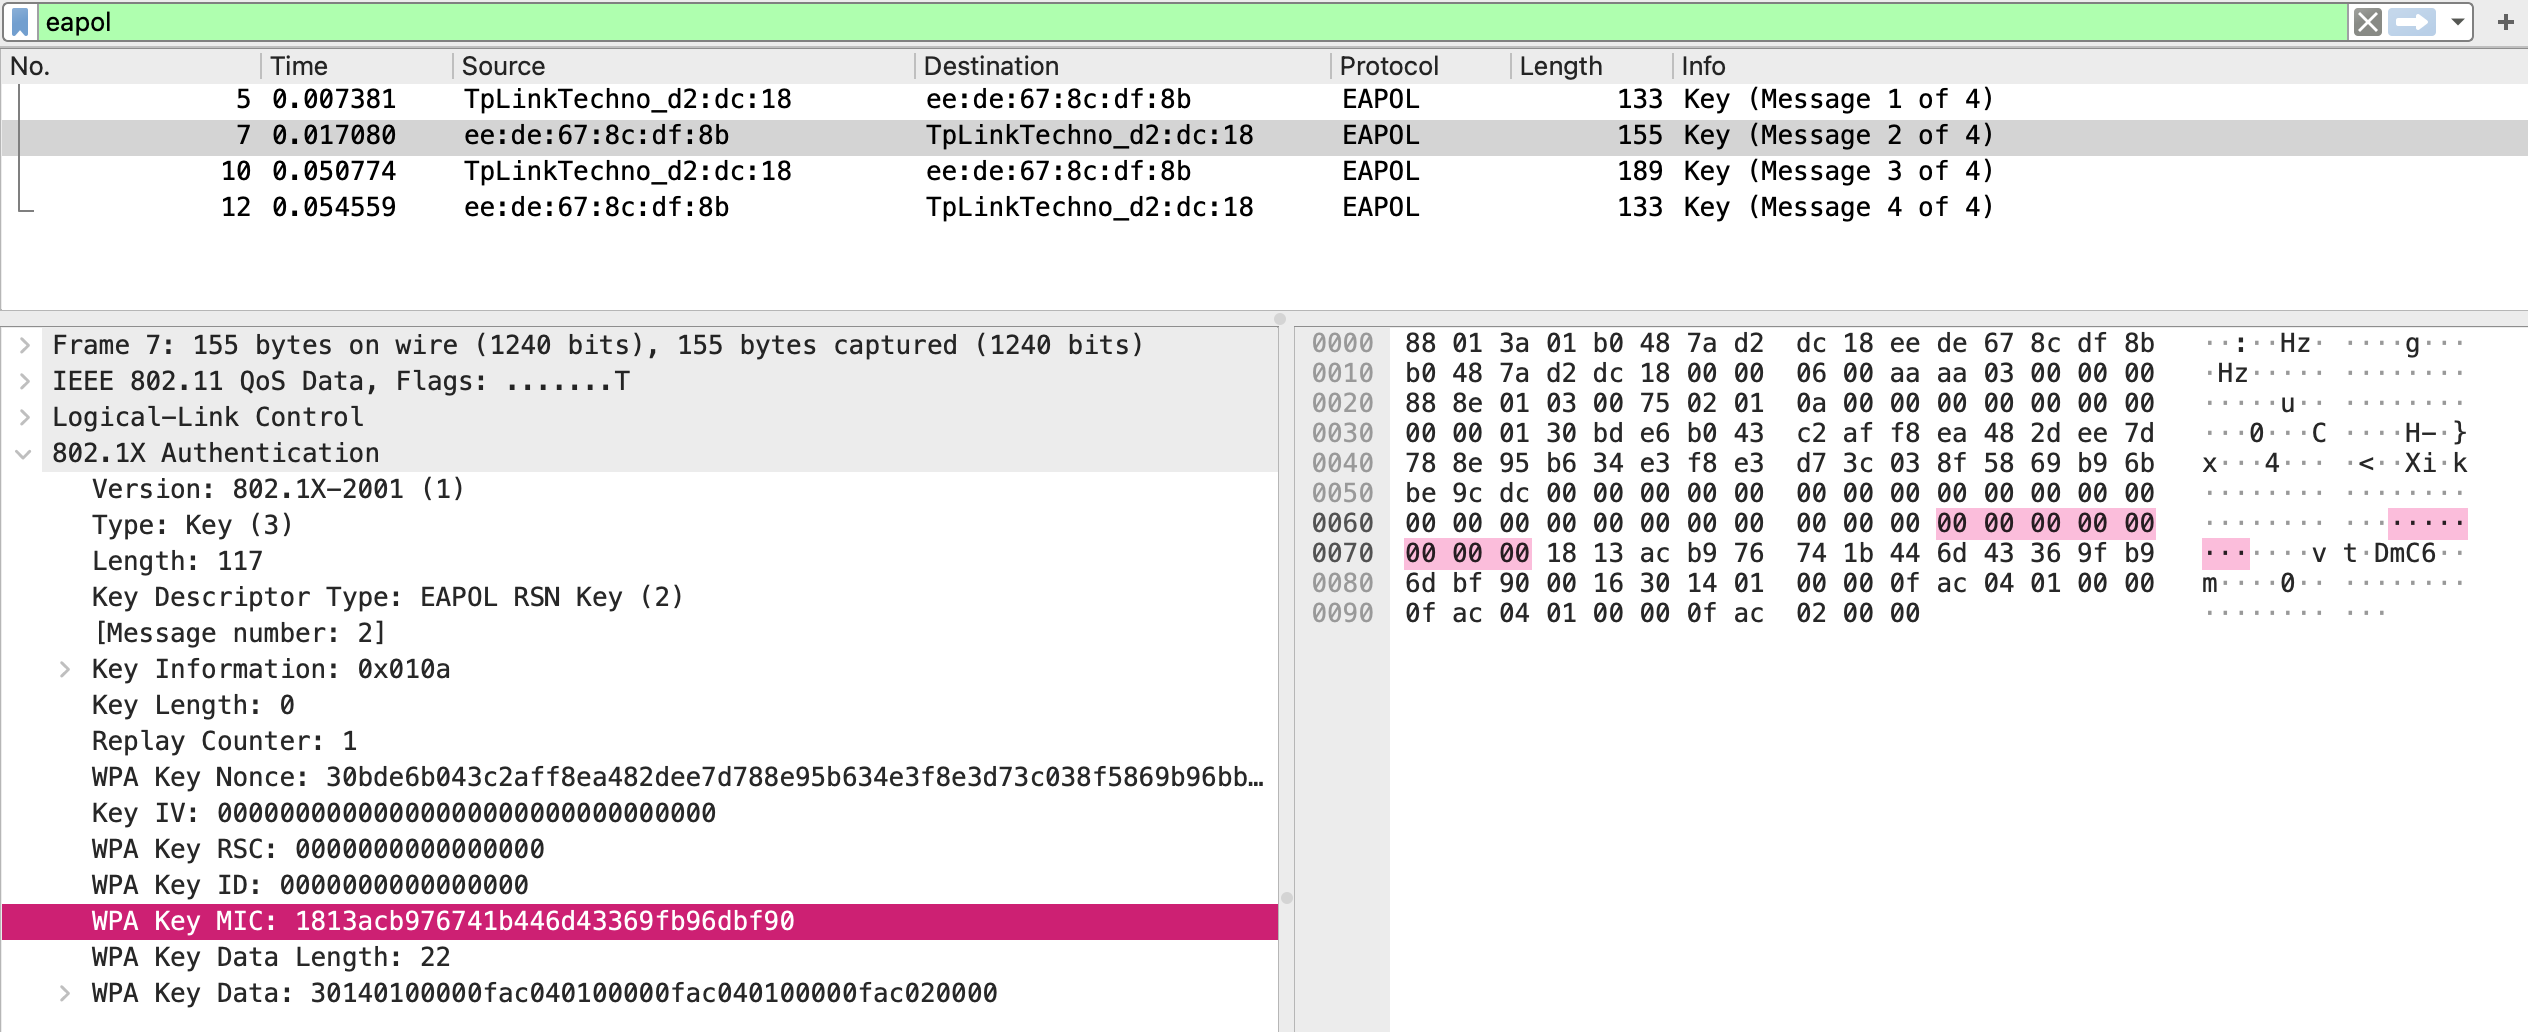 eapol
No. Time Source Destination Protocol Length Info
5 0.007381 TpLinkTechno_d2:dc:18 ee:de:67:8c:df:8b EAPOL 133 Key (Message 1 of 4)
7 0.017080 ee:de:67:8c:df:8b TpLinkTechno_d2:dc:18 EAPOL 155 Key (Message 2 of 4)
10 0.050774 TpLinkTechno_d2:dc:18 ee:de:67:8c:df:8b EAPOL 189 Key (Message 3 of 4)
12 0.054559 ee:de:67:8c:df:8b TpLinkTechno_d2:dc:18 EAPOL 133 Key (Message 4 of 4)
Frame 7: 155 bytes on wire (1240 bits), 155 bytes captured (1240 bits)
IEEE 802.11 QoS Data, Flags: .......T
Logical-Link Control
802.1X Authentication
Version: 802.1X-2001 (1)
Type: Key (3)
Length: 117
Key Descriptor Type: EAPOL RSN Key (2)
[Message number: 2]
Key Information: 0x010a
Key Length: 0
Replay Counter: 1
WPA Key Nonce: 30bde6b043c2aff8ea482dee7d788e95b634e3f8e3d73c038f5869b96bb…
Key IV: 00000000000000000000000000000000
WPA Key RSC: 0000000000000000
WPA Key ID: 0000000000000000
WPA Key MIC: 1813acb976741b446d43369fb96dbf90
WPA Key Data Length: 22
WPA Key Data: 30140100000fac040100000fac040100000fac020000
0000 88 01 3a 01 b0 48 7a d2 dc 18 ee de 67 8c df 8b ··:··Hz· ····g···
0010 b0 48 7a d2 dc 18 00 00 06 00 aa aa 03 00 00 00 ·Hz····· ········
0020 88 8e 01 03 00 75 02 01 0a 00 00 00 00 00 00 00 ·····u·· ········
0030 00 00 01 30 bd e6 b0 43 c2 af f8 ea 48 2d ee 7d ···0···C ····H-·}
0040 78 8e 95 b6 34 e3 f8 e3 d7 3c 03 8f 58 69 b9 6b x···4··· ·<··Xi·k
0050 be 9c dc 00 00 00 00 00 00 00 00 00 00 00 00 00 ········ ········
0060 00 00 00 00 00 00 00 00 00 00 00 00 00 00 00 00 ········ ········
0070 00 00 00 18 13 ac b9 76 74 1b 44 6d 43 36 9f b9 ·······v t·DmC6··
0080 6d bf 90 00 16 30 14 01 00 00 0f ac 04 01 00 00 m····0·· ········
0090 0f ac 04 01 00 00 0f ac 02 00 00 ········ ···